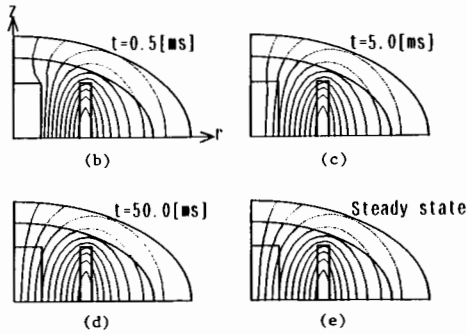 z
t=0.5[ms]
r
(b)
t=5.0[ms]
(c)
t=50.0[ms]
(d)
Steady state
(e)